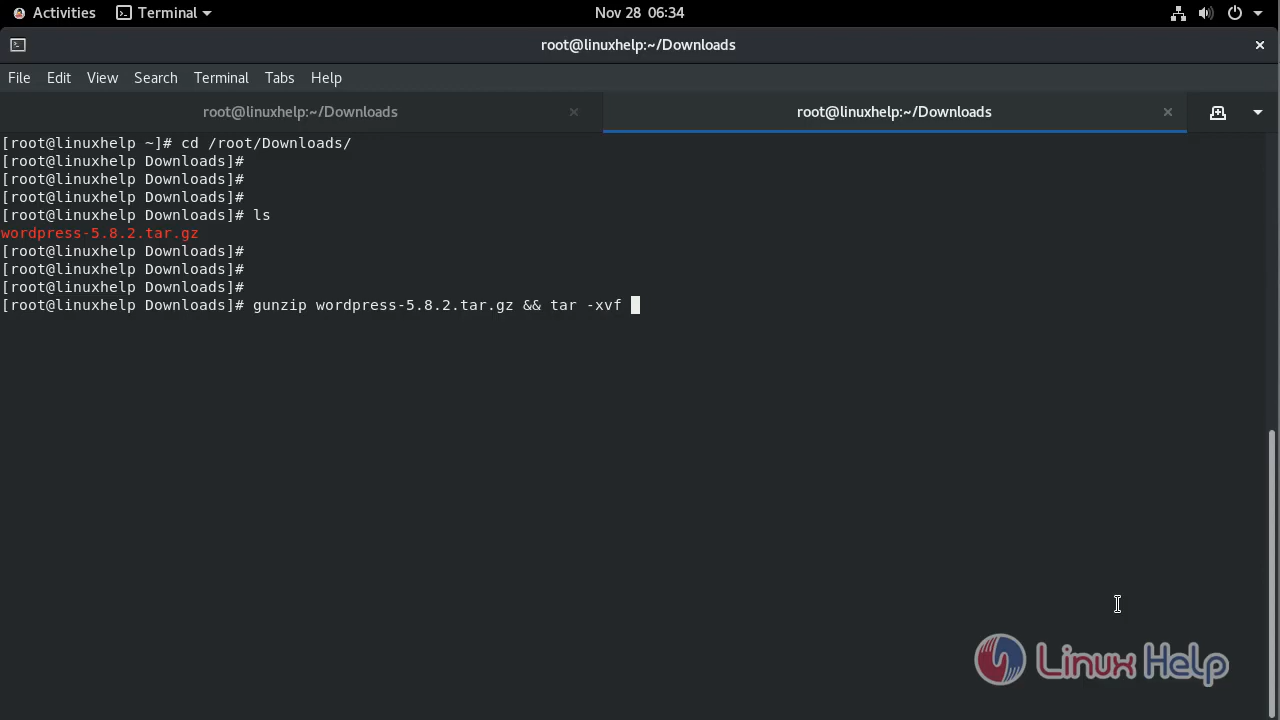 Activities Terminal Nov 28 06:34
root@linuxhelp:~/Downloads ×
File Edit View Search Terminal Tabs Help
root@linuxhelp:~/Downloads × root@linuxhelp:~/Downloads ×
[root@linuxhelp ~]# cd /root/Downloads/
[root@linuxhelp Downloads]#
[root@linuxhelp Downloads]#
[root@linuxhelp Downloads]#
[root@linuxhelp Downloads]# ls
wordpress-5.8.2.tar.gz
[root@linuxhelp Downloads]#
[root@linuxhelp Downloads]#
[root@linuxhelp Downloads]#
[root@linuxhelp Downloads]# gunzip wordpress-5.8.2.tar.gz && tar -xvf
Linux Help